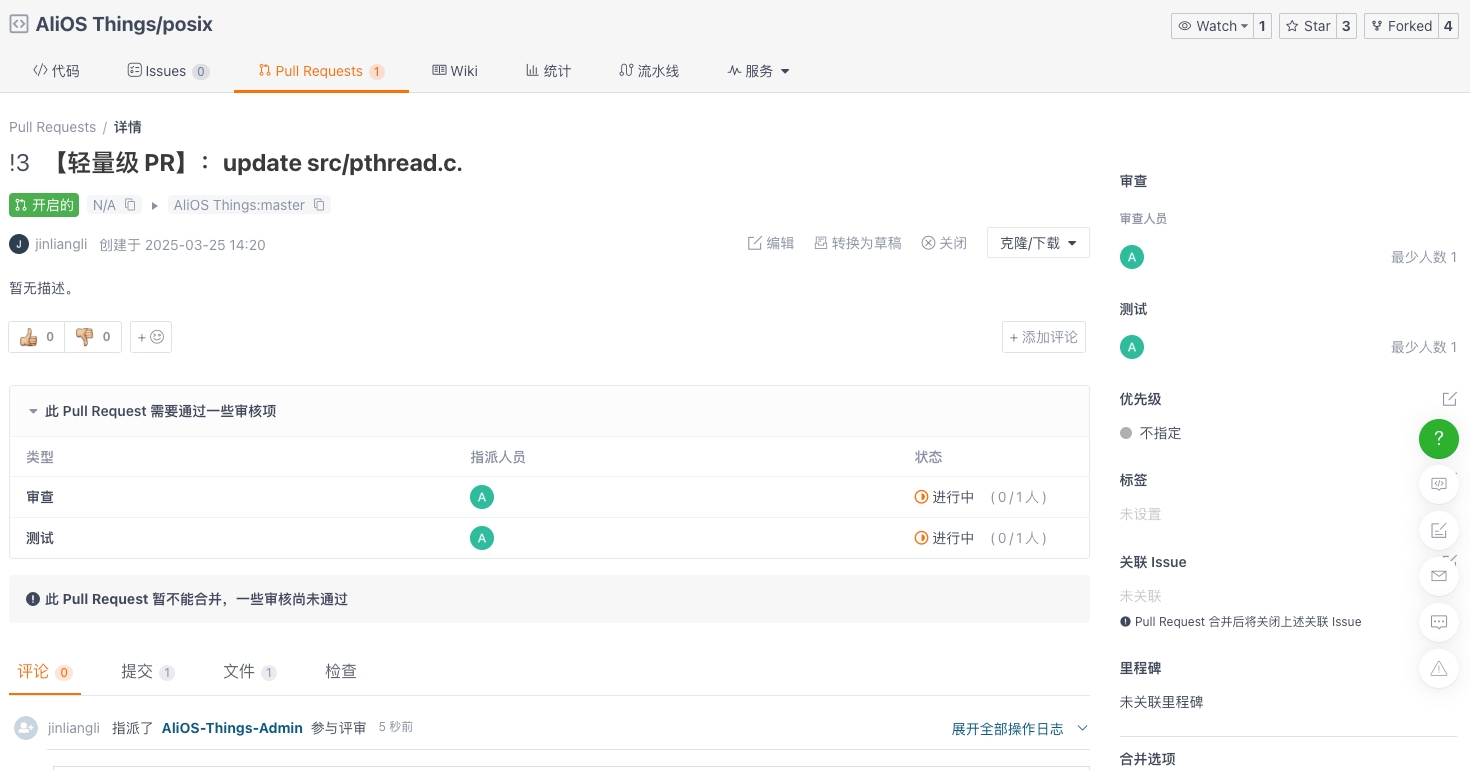 AliOS Things/posix
Watch 1 Star 3 Forked 4
代码 Issues 0 Pull Requests 1 Wiki 统计 流水线 服务
Pull Requests / 详情
!3 【轻量级 PR】：update src/pthread.c.
开启的 N/A AliOS Things:master
J jinliangli 创建于 2025-03-25 14:20
编辑 转换为草稿 关闭 克隆/下载
暂无描述。
0 0 +
+ 添加评论
此 Pull Request 需要通过一些审核项
类型 指派人员 状态
审查 A 进行中 （ 0 / 1 人 ）
测试 A 进行中 （ 0 / 1 人 ）
此 Pull Request 暂不能合并，一些审核尚未通过
评论 0 提交 1 文件 1 检查
jinliangli 指派了 AliOS-Things-Admin 参与评审 5 秒前 展开全部操作日志
审查
审查人员
A 最少人数 1
测试
A 最少人数 1
优先级
不指定
?
标签
未设置
关联 Issue
未关联
Pull Request 合并后将关闭上述关联 Issue
里程碑
未关联里程碑
合并选项